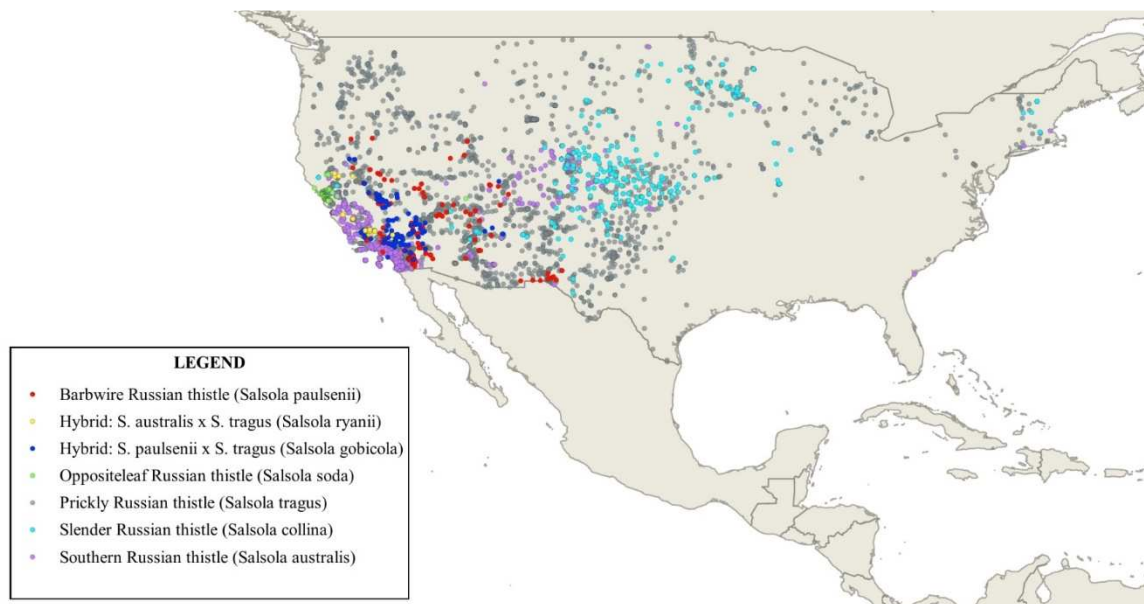 LEGEND
Barbwire Russian thistle (Salsola paulsenii)
Hybrid: S. australis x S. tragus (Salsola ryanii)
Hybrid: S. paulsenii x S. tragus (Salsola gobicola)
Oppositeleaf Russian thistle (Salsola soda)
Prickly Russian thistle (Salsola tragus)
Slender Russian thistle (Salsola collina)
Southern Russian thistle (Salsola australis)